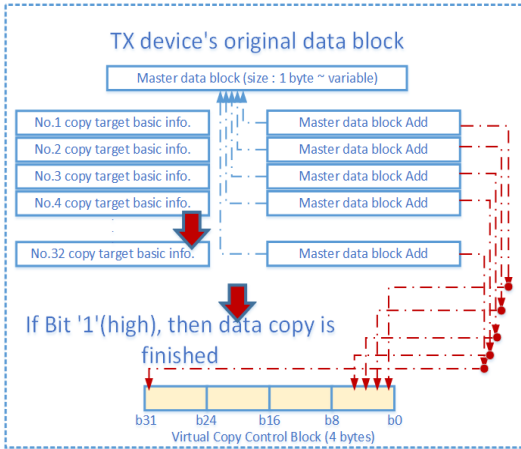 TX device's original data block
Master data block (size : 1 byte ~ variable)
No.1 copy target basic info.
Master data block Add
No.2 copy target basic info.
Master data block Add
No.3 copy target basic info.
Master data block Add
No.4 copy target basic info.
Master data block Add
No.32 copy target basic info.
Master data block Add
If Bit '1'(high), then data copy is
finished
b31 b24 b16 b8 b0
Virtual Copy Control Block (4 bytes)